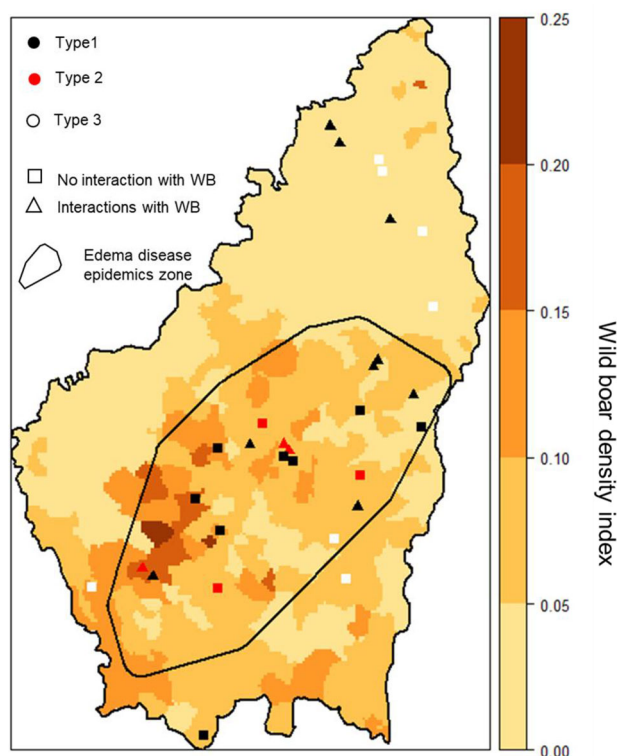 Type1
Type 2
Type 3
No interaction with WB
Interactions with WB
Edema disease
epidemics zone
0.25
0.20
0.15
0.10
0.05
0.00
Wild boar density index